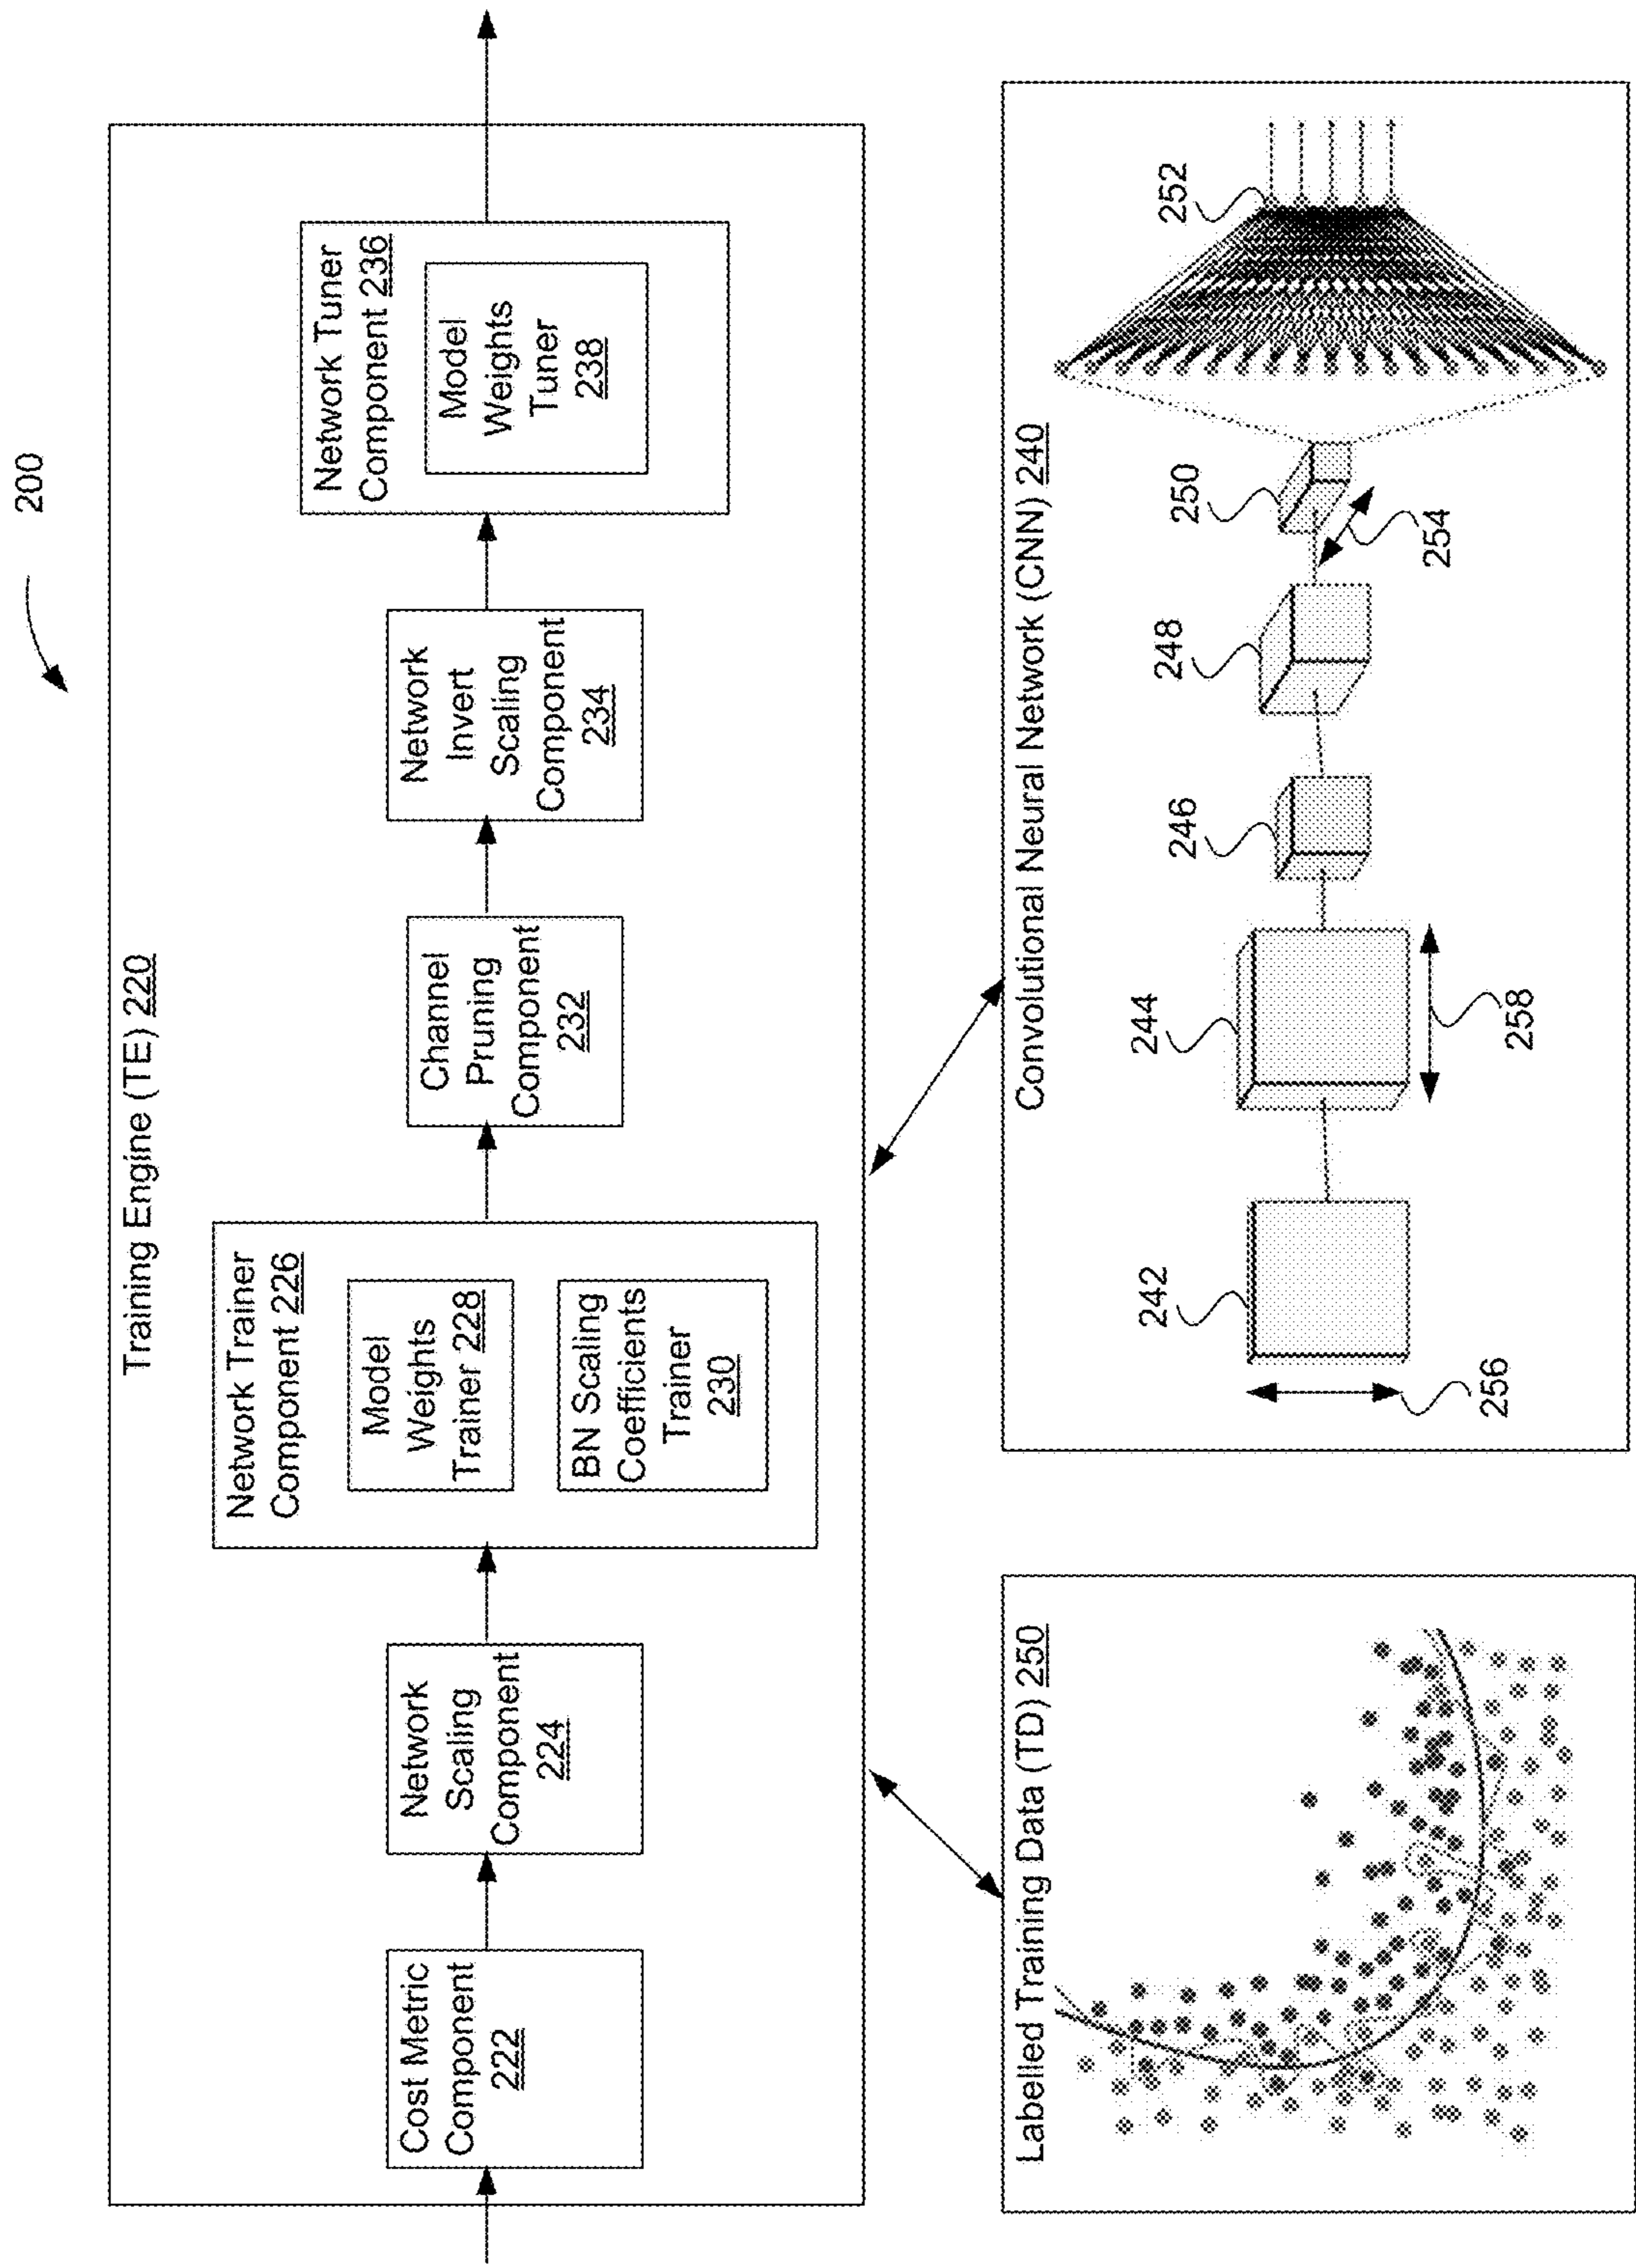 200
Training Engine (TE) 220
Cost Metric
Component
222
Network
Scaling
Component
224
Network Trainer
Component 226
Model
Weights
Trainer 228
BN Scaling
Coefficients
Trainer
230
Channel
Pruning
Component
232
Network
Invert
Scaling
Component
234
Network Tuner
Component 236
Model
Weights
Tuner
238
Labelled Training Data (TD) 250
Convolutional Neural Network (CNN) 240
242
244
246
248
250
252
254
256
258